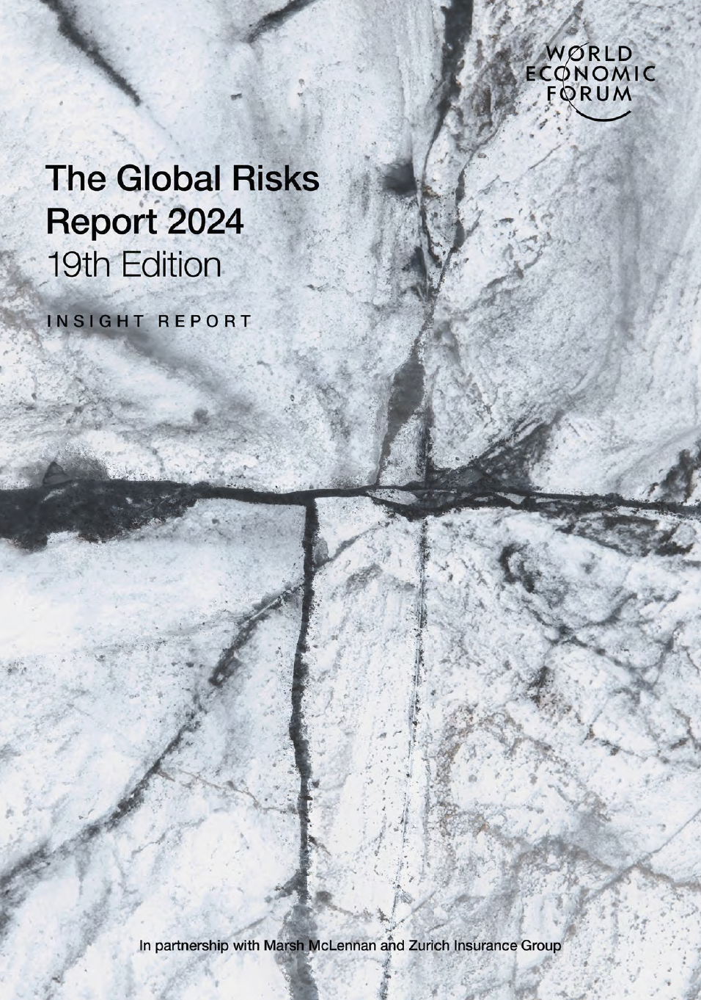 WORLD
ECONOMIC
FORUM
The Global Risks
Report 2024
19th Edition
INSIGHT REPORT
In partnership with Marsh McLennan and Zurich Insurance Group